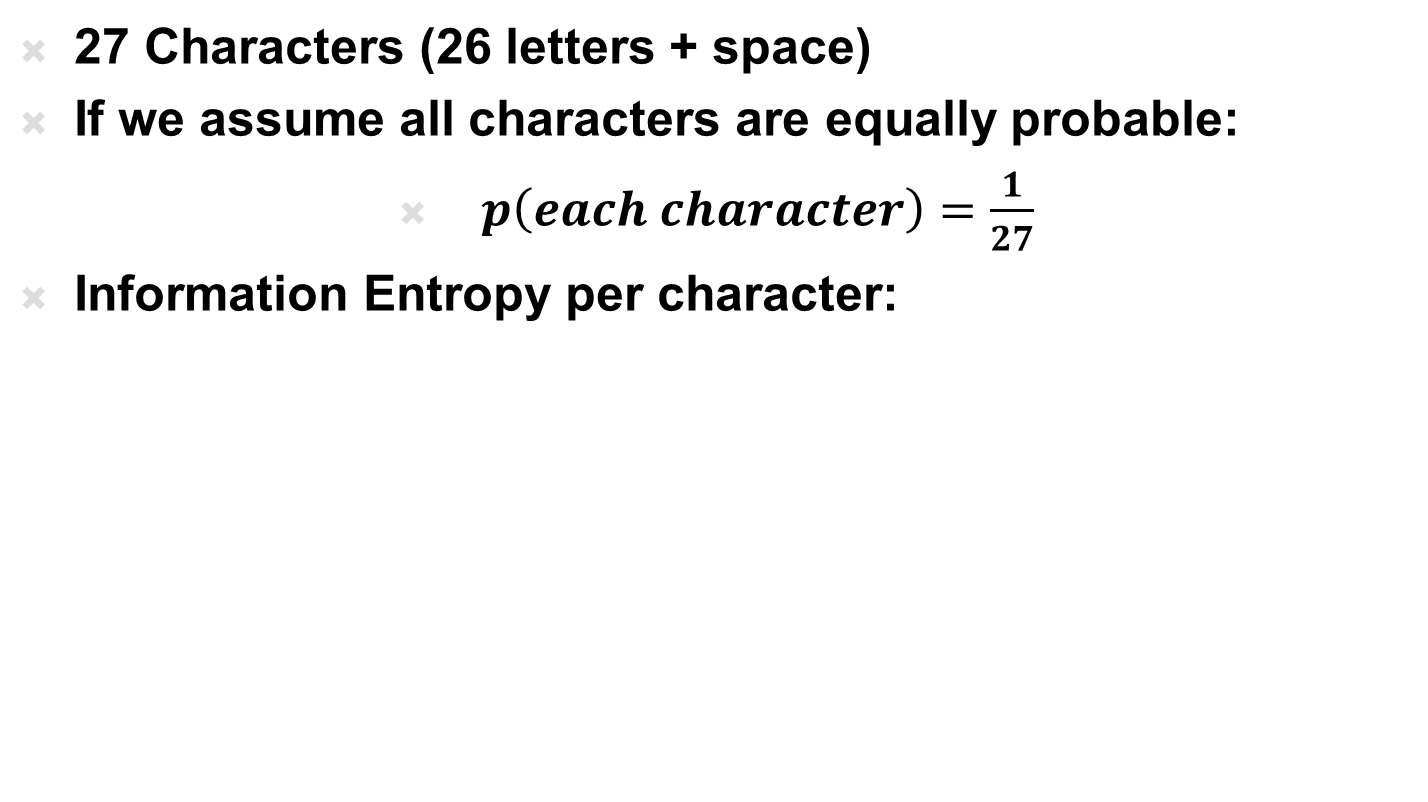 27 Characters (26 letters + space)
If we assume all characters are equally probable:
p(each character) = 1/27
Information Entropy per character: